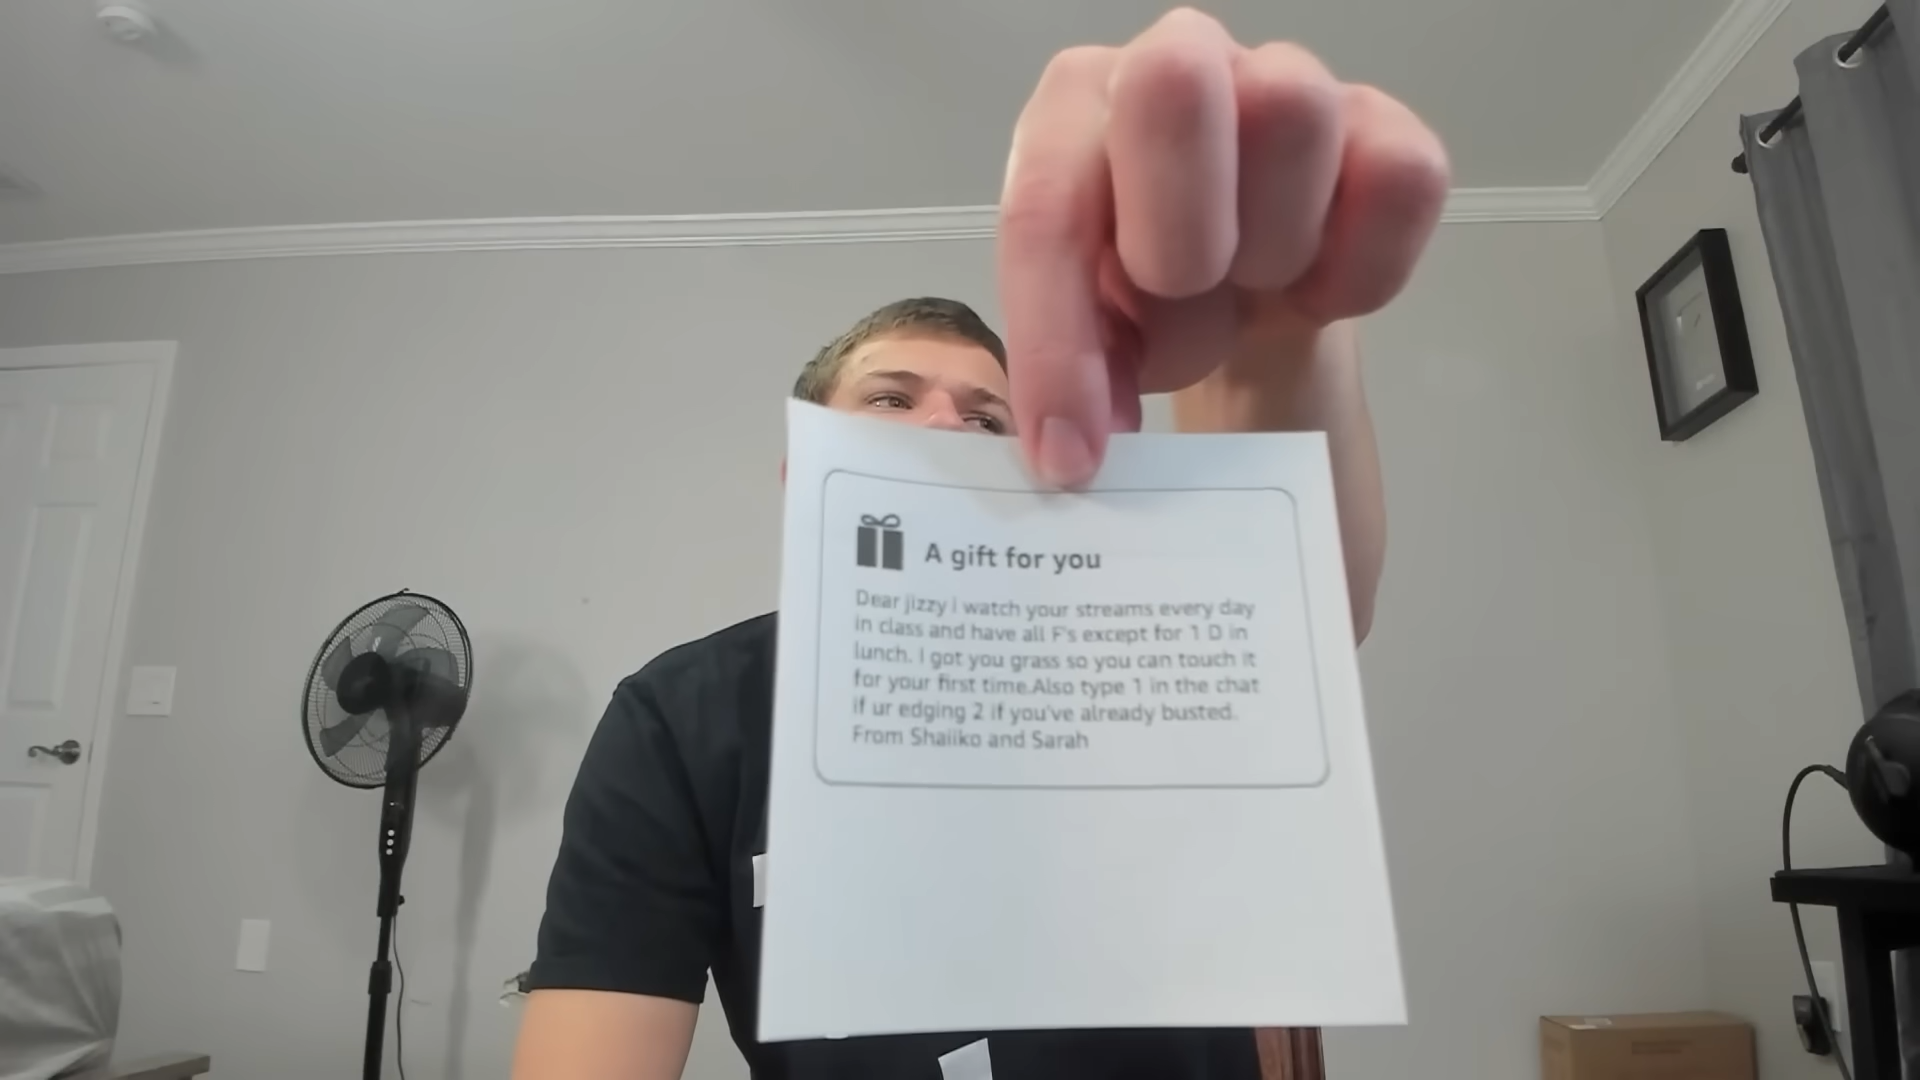 A gift for you
Dear jizzy i watch your streams every day
in class and have all F's except for 1 D in
lunch. I got you grass so you can touch it
for your first time.Also type 1 in the chat
if ur edging 2 if you've already busted.
From Shaiiko and Sarah